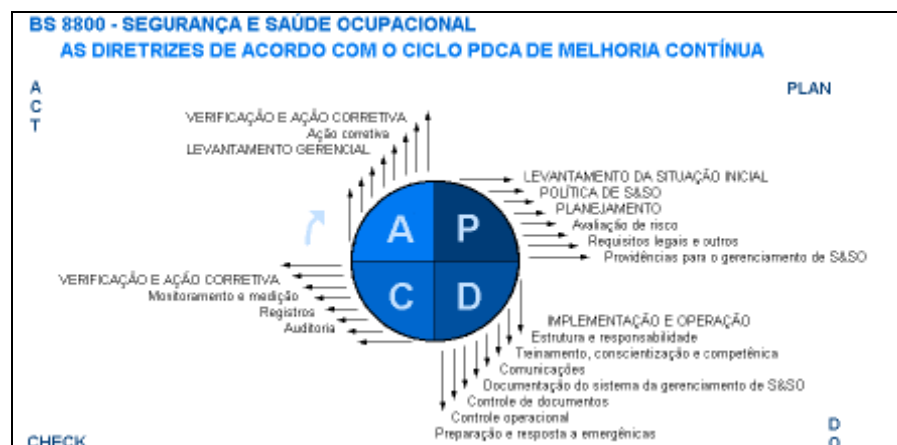 BS 8800 - SEGURANÇA E SAÚDE OCUPACIONAL
AS DIRETRIZES DE ACORDO COM O CICLO PDCA DE MELHORIA CONTÍNUA
A
C
T
PLAN
VERIFICAÇÃO E AÇÃO CORRETIVA
Ação corretiva
LEVANTAMENTO GERENCIAL
LEVANTAMENTO DA SITUAÇÃO INICIAL
POLÍTICA DE S&SO
PLANEJAMENTO
Avaliação de risco
Requisitos legais e outros
Providências para o gerenciamento de S&SO
A P
C D
VERIFICAÇÃO E AÇÃO CORRETIVA
Monitoramento e medição
Registros
Auditoria
IMPLEMENTAÇÃO E OPERAÇÃO
Estrutura e responsabilidade
Treinamento, conscientização e competênica
Comunicações
Documentação do sistema da gerenciamento de S&SO
Controle de documentos
Controle operacional
Preparação e resposta a emergênicas
CHECK
D
O